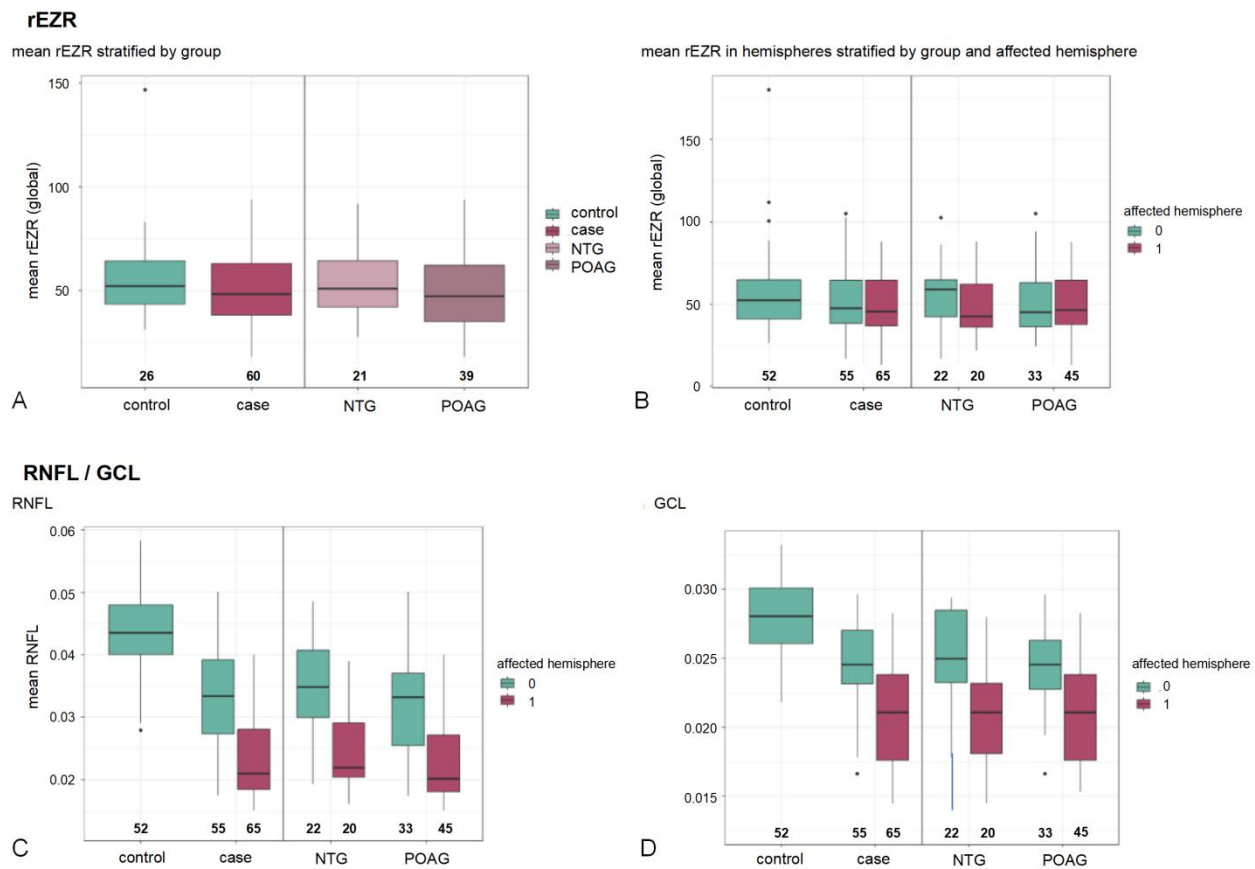 rEZR
mean rEZR stratified by group
mean rEZR (global)
150
100
50
26 60 21 39
control case NTG POAG
control
case
NTG
POAG
A
mean rEZR in hemispheres stratified by group and affected hemisphere
mean rEZR (global)
150
100
50
0
52 55 65 22 20 33 45
control case NTG POAG
affected hemisphere
0
1
B
RNFL / GCL
RNFL
mean RNFL
0.06
0.05
0.04
0.03
0.02
52 55 65 22 20 33 45
control case NTG POAG
affected hemisphere
0
1
C
GCL
0.030
0.025
0.020
0.015
52 55 65 22 20 33 45
control case NTG POAG
affected hemisphere
0
1
D